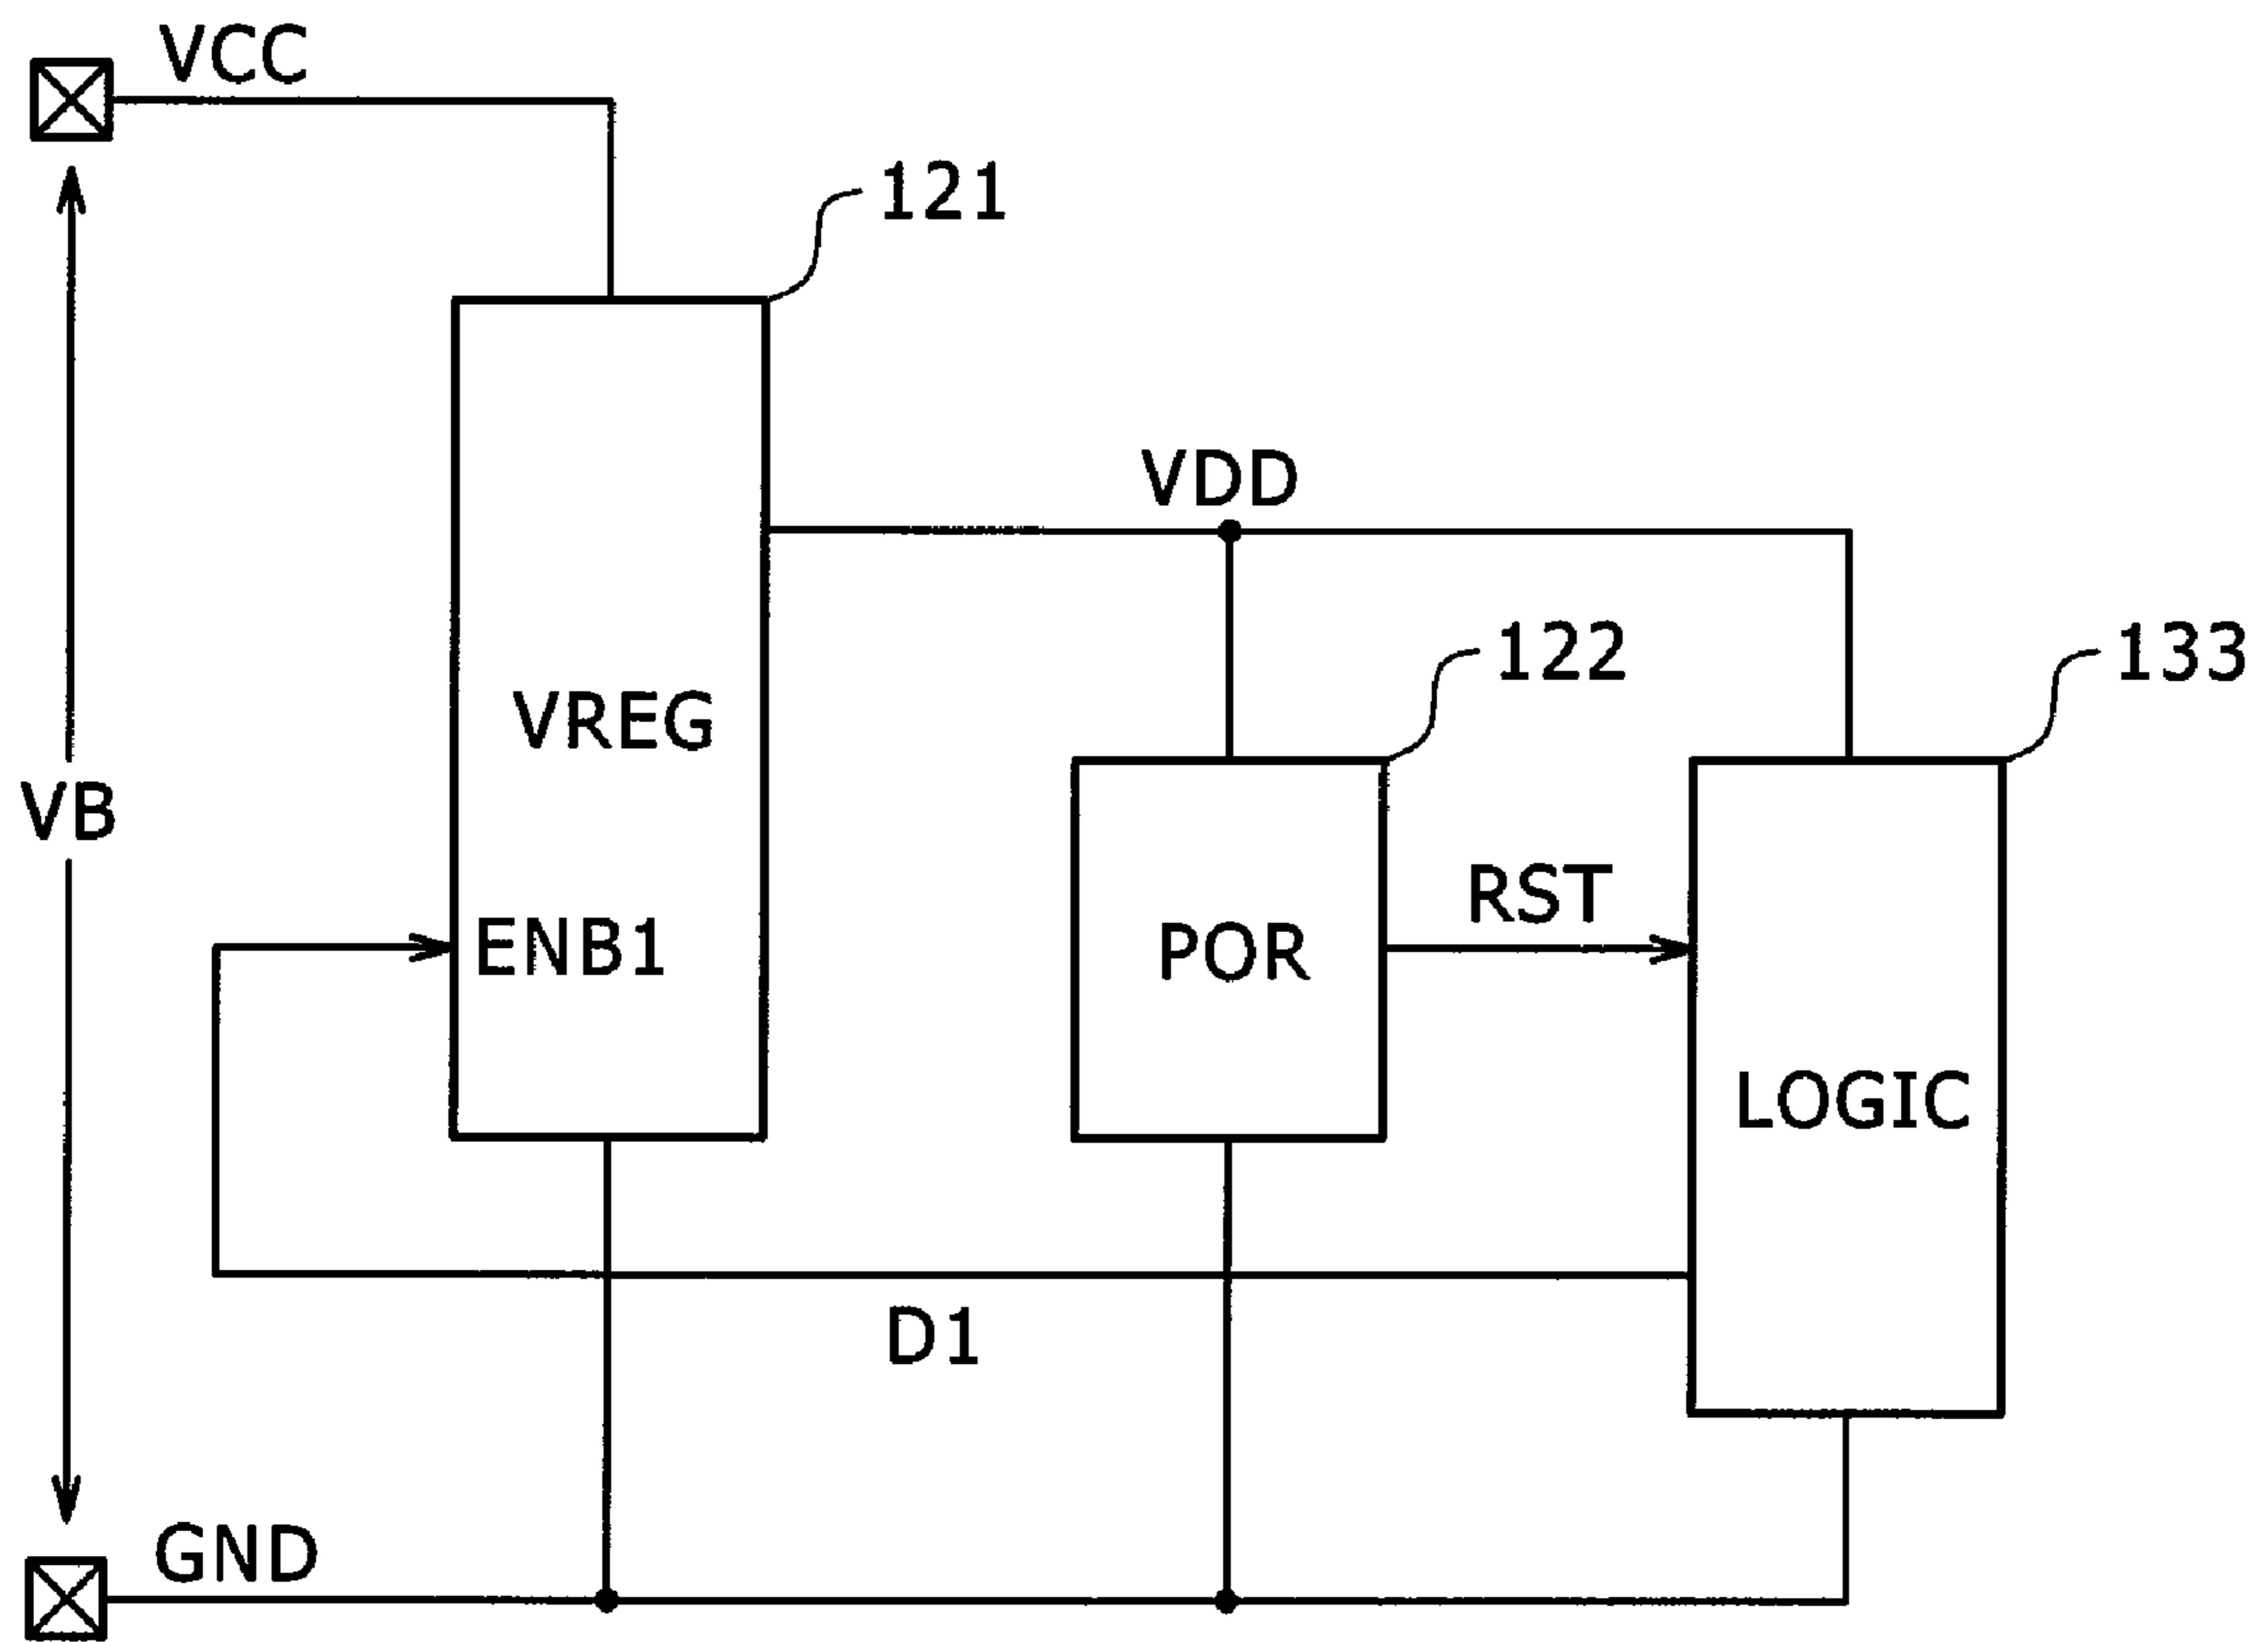 VCC
121
VDD
122
133
VREG
VB
RST
ENB1
POR
LOGIC
D1
GND